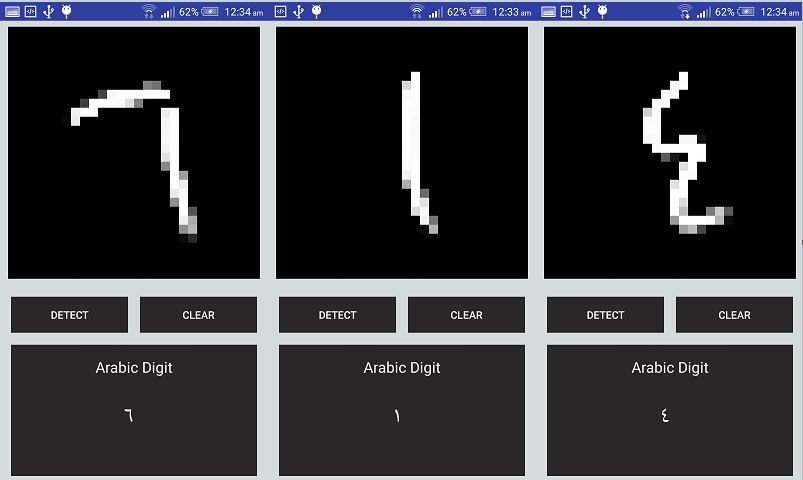 62% 12:34 am
DETECT CLEAR
Arabic Digit
٦
62% 12:33 am
DETECT CLEAR
Arabic Digit
١
62% 12:34 am
DETECT CLEAR
Arabic Digit
٤